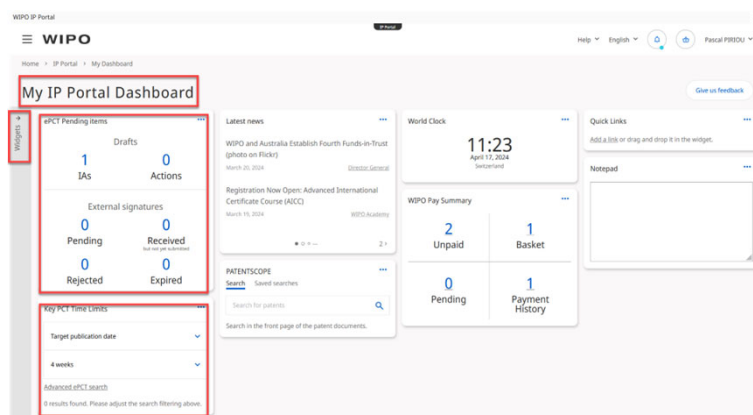 WIPO IP Portal
IP Portal
WIPO
Help
English
Pascal PIRIOU
Home > IP Portal > My Dashboard
My IP Portal Dashboard
Give us feedback
Widgets
ePCT Pending items
Drafts
1 0
IAs Actions
External signatures
0 0
Pending Received
but not yet submitted
0 0
Rejected Expired
Key PCT Time Limits
Target publication date
4 weeks
Advanced ePCT search
0 results found. Please adjust the search filtering above.
Latest news
WIPO and Australia Establish Fourth Funds-in-Trust
(photo on Flickr)
March 20, 2024 Director General
Registration Now Open: Advanced International
Certificate Course (AICC)
March 19, 2024 WIPO Academy
2 >
PATENTSCOPE
Search Saved searches
Search for patents
Search in the front page of the patent documents.
World Clock
11:23
April 17, 2024
Switzerland
WIPO Pay Summary
2 1
Unpaid Basket
0 1
Pending Payment
History
Quick Links
Add a link or drag and drop it in the widget.
Notepad